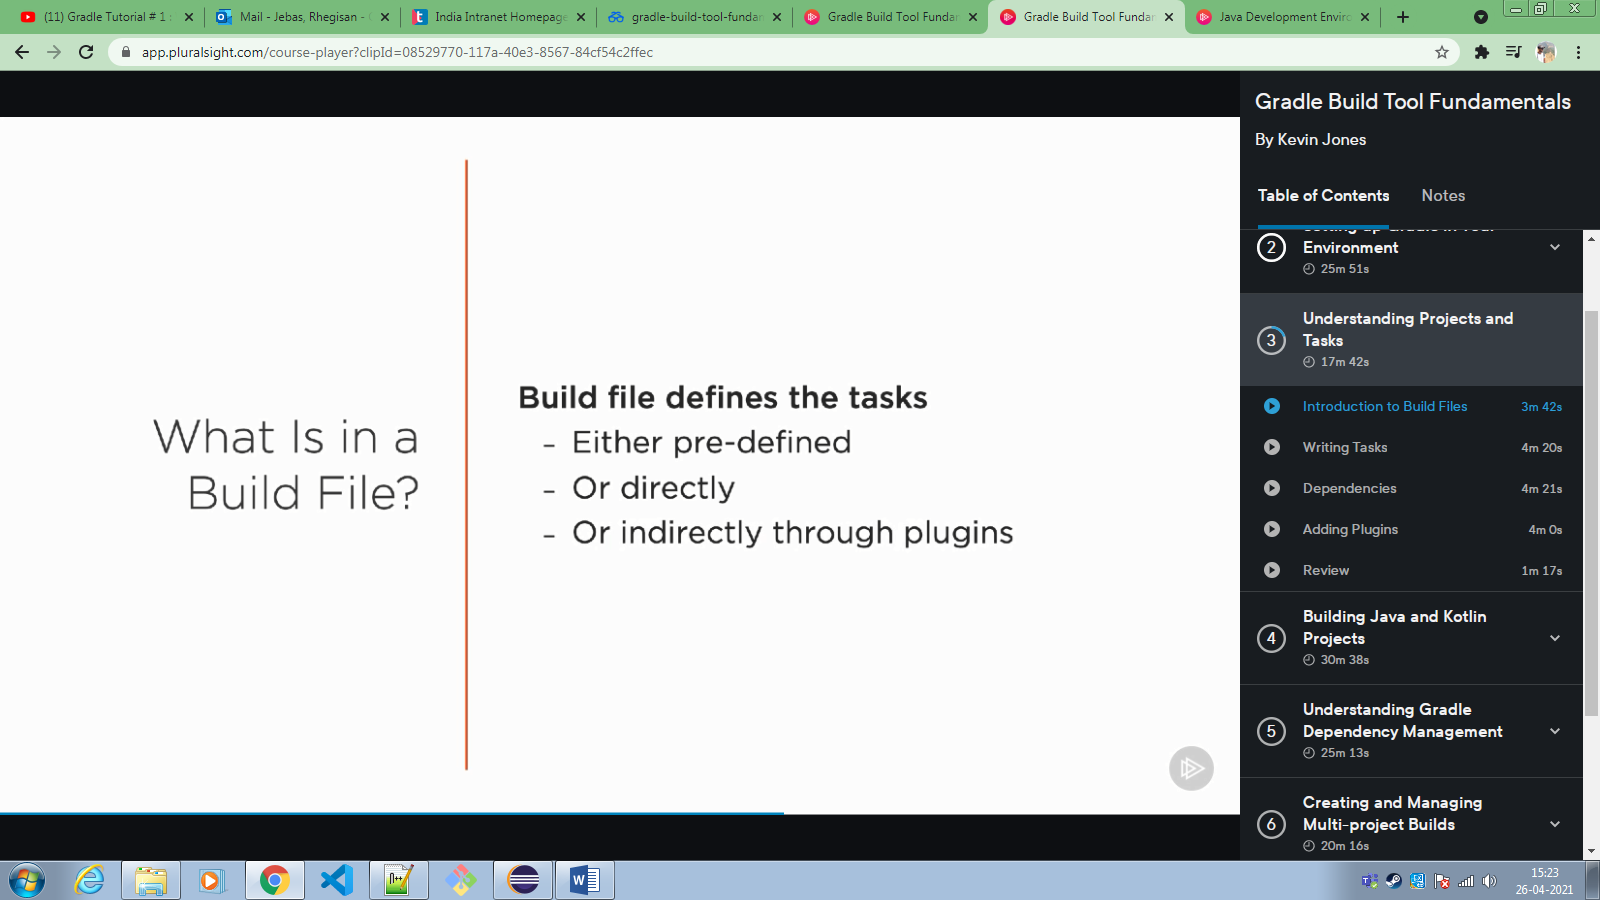 (11) Gradle Tutorial # 1 :
Mail - Jebas, Rhegisan -
India Intranet Homepage
gradle-build-tool-fundam
Gradle Build Tool Fundam
Gradle Build Tool Fundam
Java Development Enviro
app.pluralsight.com/course-player?clipId=08529770-117a-40e3-8567-84cf54c2ffec
What Is in a
Build File?
Build file defines the tasks
- Either pre-defined
- Or directly
- Or indirectly through plugins
Gradle Build Tool Fundamentals
By Kevin Jones
Table of Contents Notes
2
Environment
25m 51s
3
Understanding Projects and
Tasks
17m 42s
Introduction to Build Files 3m 42s
Writing Tasks 4m 20s
Dependencies 4m 21s
Adding Plugins 4m 0s
Review 1m 17s
4
Building Java and Kotlin
Projects
30m 38s
5
Understanding Gradle
Dependency Management
25m 13s
6
Creating and Managing
Multi-project Builds
20m 16s
15:23
26-04-2021